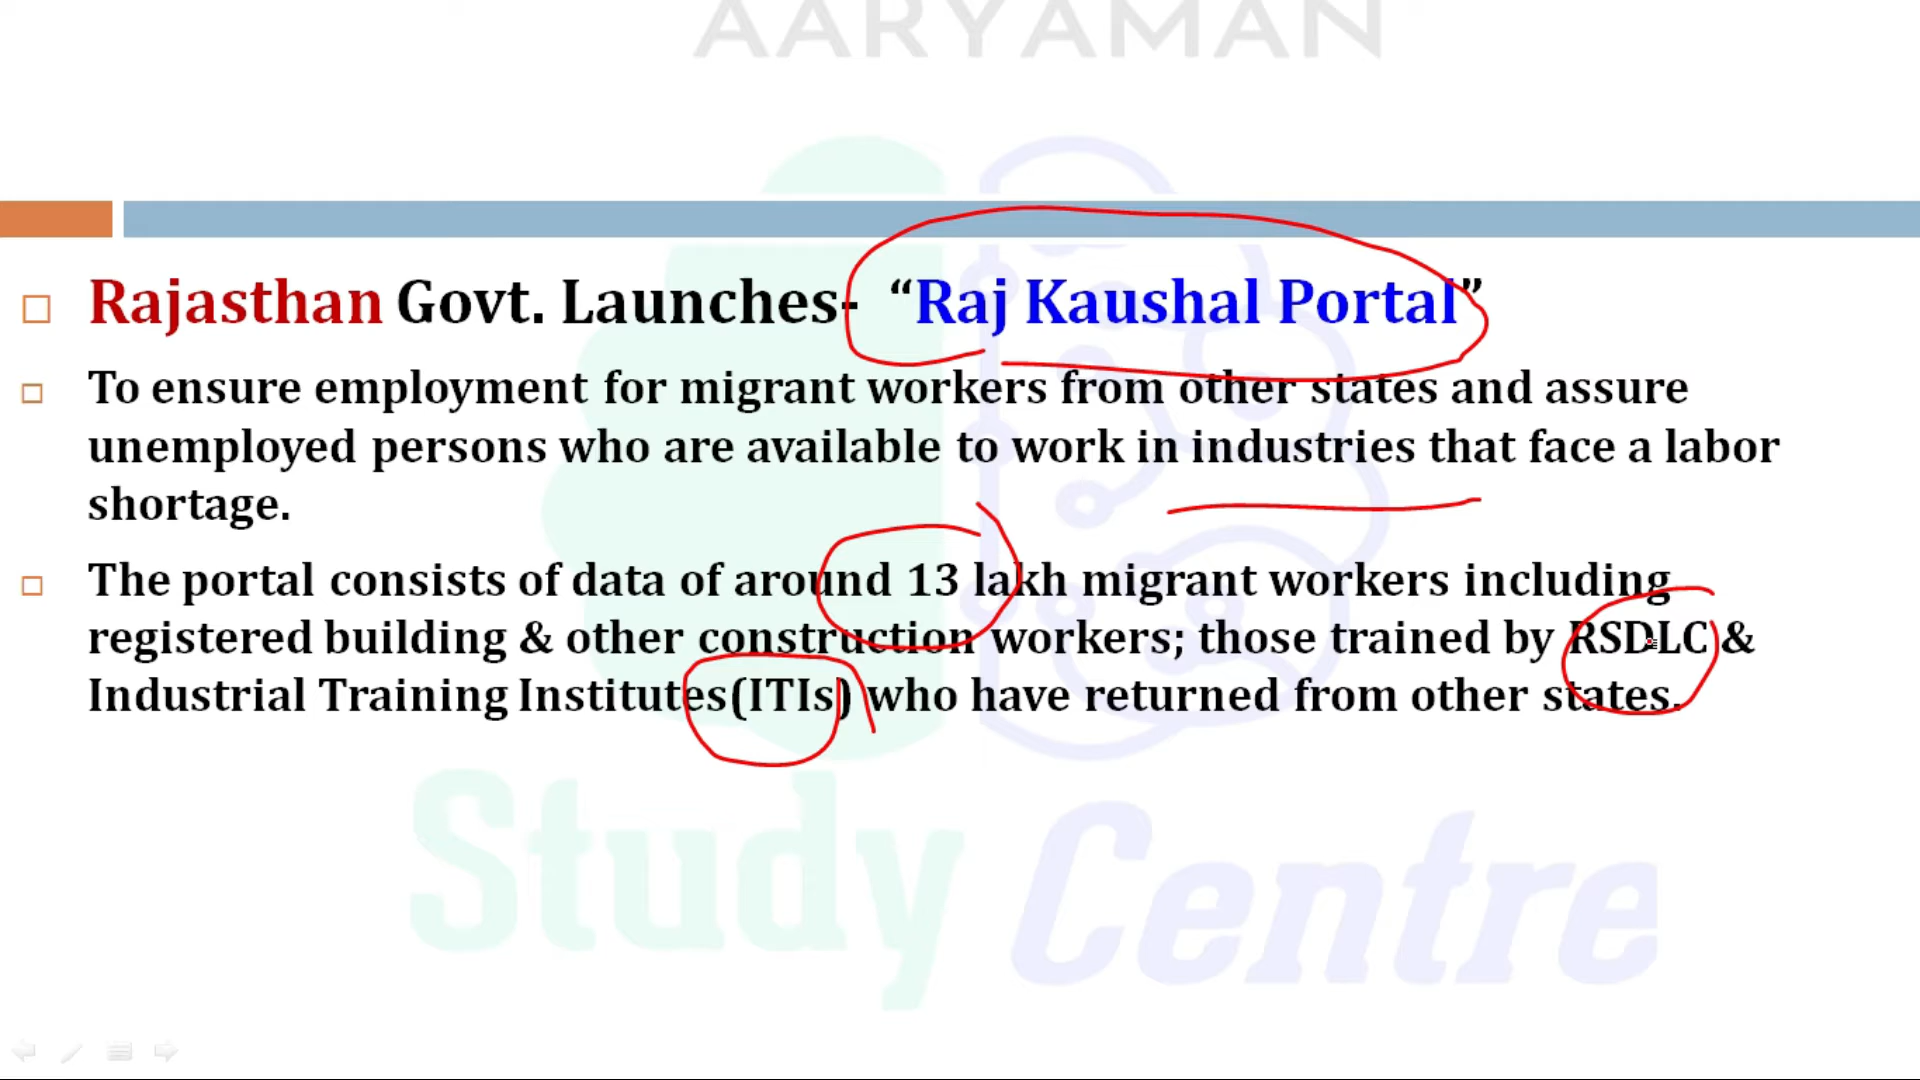 AARYAMAN
Rajasthan Govt. Launches- “Raj Kaushal Portal”
To ensure employment for migrant workers from other states and assure
unemployed persons who are available to work in industries that face a labor
shortage.
The portal consists of data of around 13 lakh migrant workers including
registered building & other construction workers; those trained by RSDLC &
Industrial Training Institutes(ITIs) who have returned from other states.
Study Centre